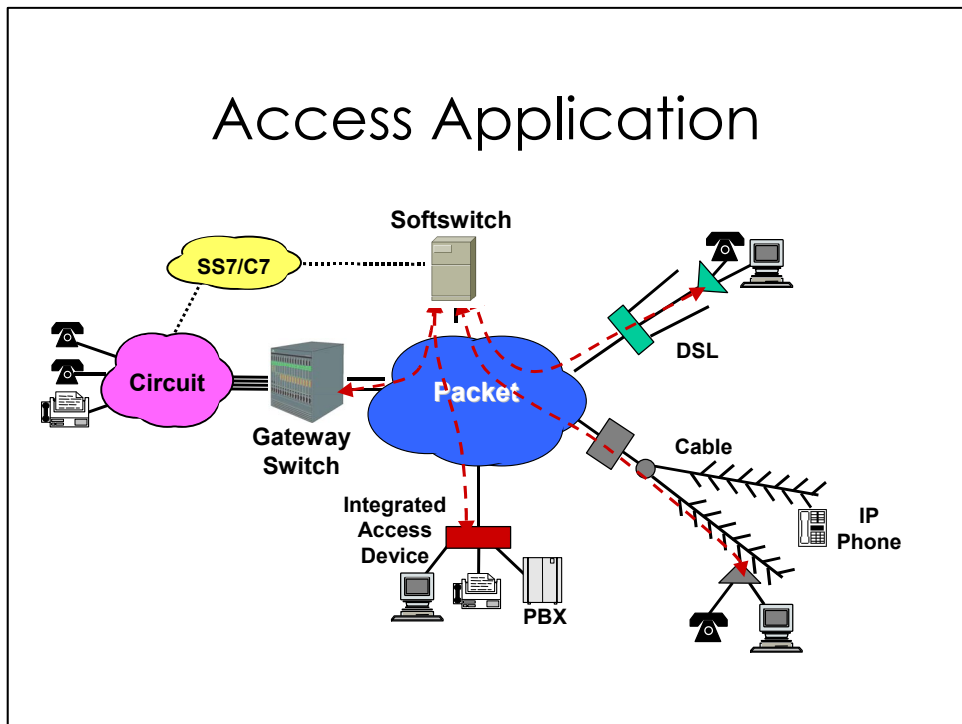 Access Application
Softswitch
SS7/C7
DSL
Circuit
Packet
Gateway
Switch
Cable
Integrated
Access
Device
IP
Phone
PBX